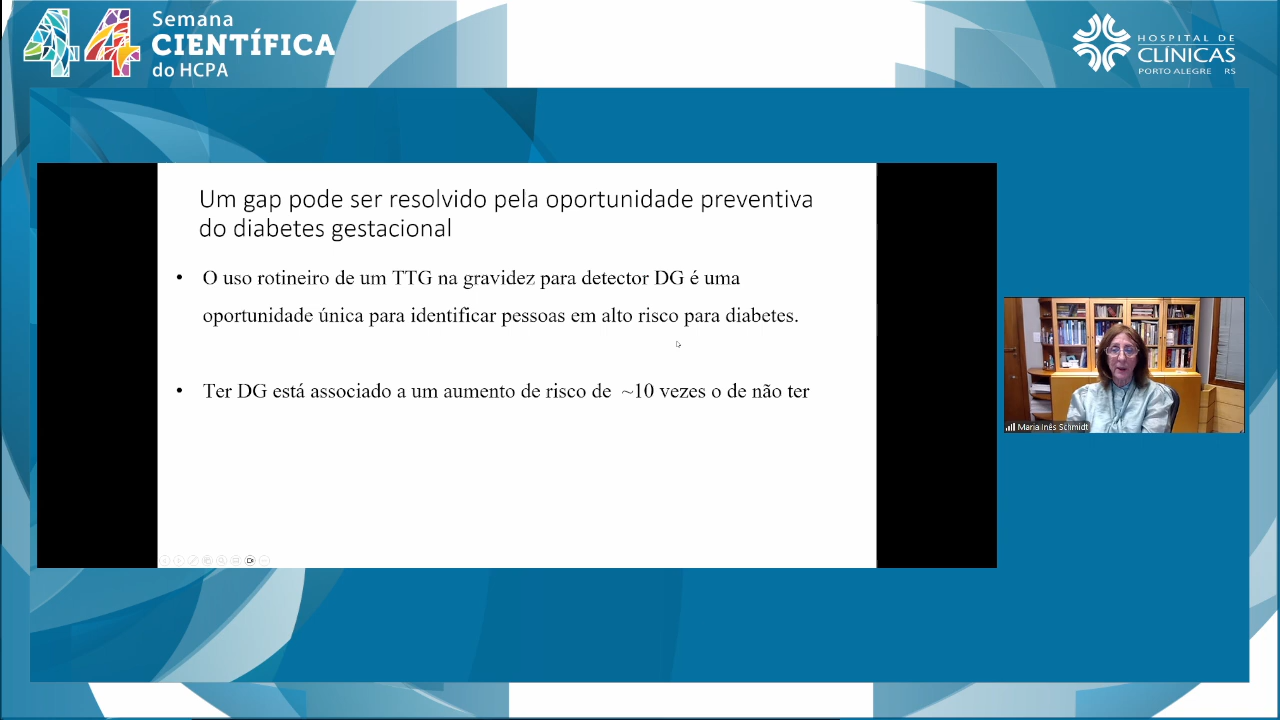 44
Semana
CIENTÍFICA
do HCPA
HOSPITAL DE
CLÍNICAS
PORTO ALEGRE RS
Um gap pode ser resolvido pela oportunidade preventiva
do diabetes gestacional
• O uso rotineiro de um TTG na gravidez para detector DG é uma
oportunidade única para identificar pessoas em alto risco para diabetes.
• Ter DG está associado a um aumento de risco de ~10 vezes o de não ter
Maria Inês Schmidt